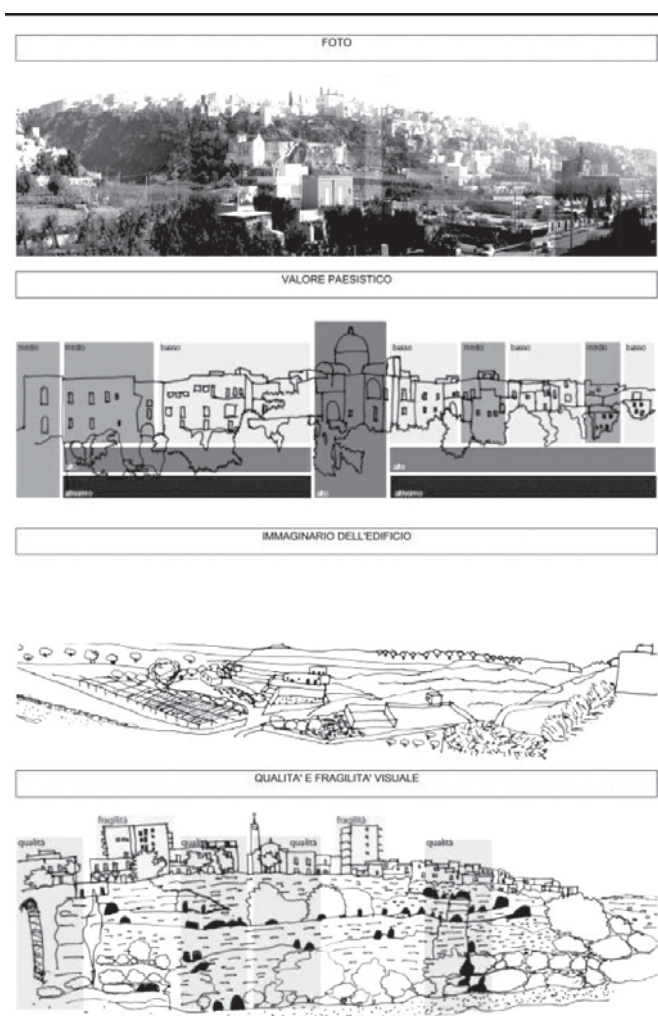 FOTO
VALORE PAESISTICO
medio medio basso basso medio basso medio basso
alto alto
altissimo alto altissimo
IMMAGINARIO DELL'EDIFICIO
QUALITA' E FRAGILITA' VISUALE
fragilità fragilità
qualità qualità qualità qualità